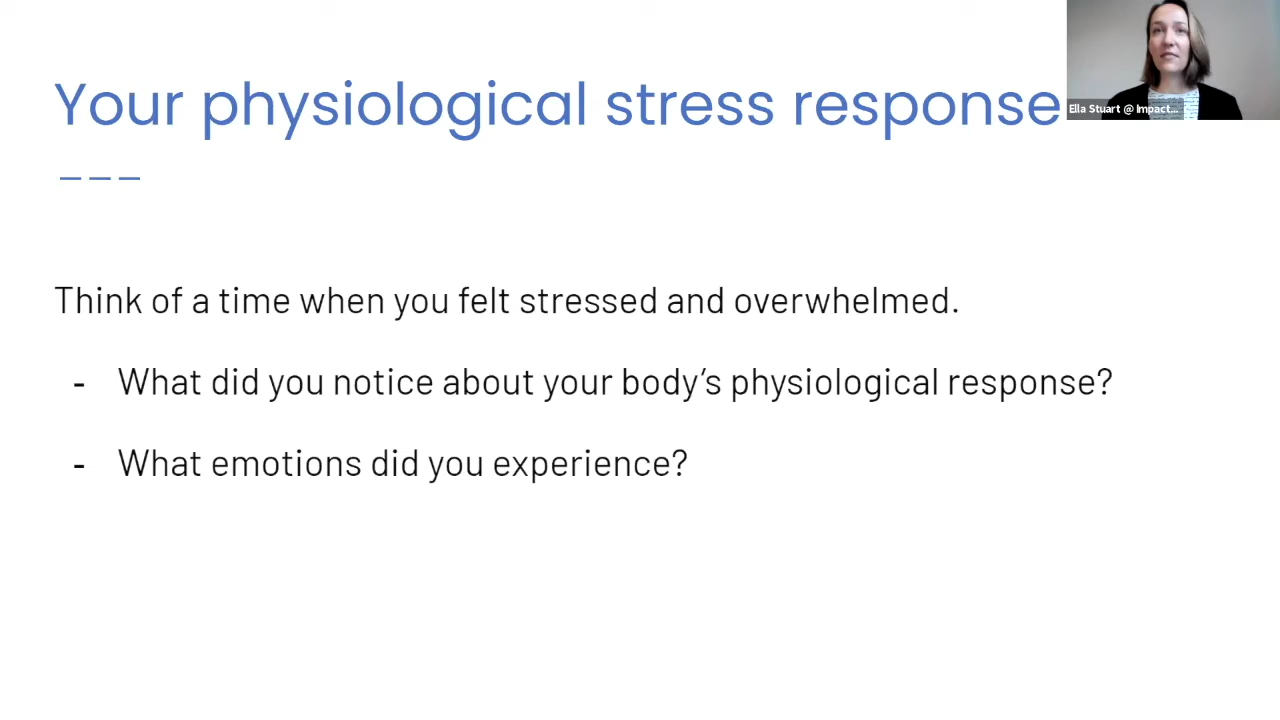 Your physiological stress response
Ella Stuart @ Impact...
Think of a time when you felt stressed and overwhelmed.
- What did you notice about your body’s physiological response?
- What emotions did you experience?